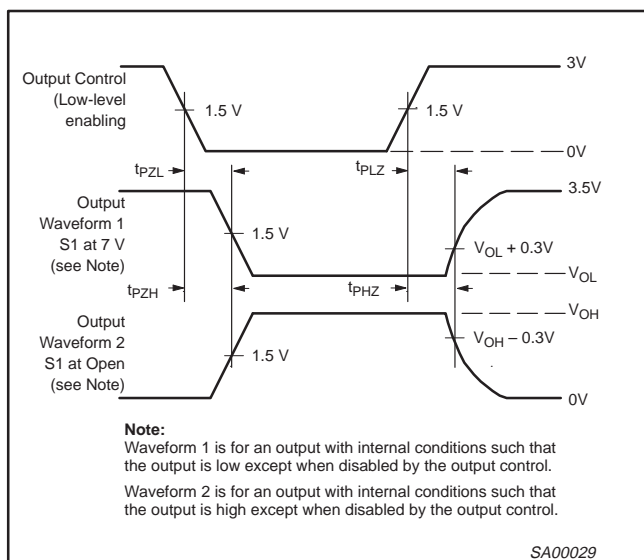 Output Control
(Low-level
enabling
1.5 V
1.5 V
3V
0V
tPZL
tPLZ
Output
Waveform 1
S1 at 7 V
(see Note)
1.5 V
3.5V
VOL + 0.3V
VOL
tPZH
tPHZ
VOH
Output
Waveform 2
S1 at Open
(see Note)
1.5 V
VOH – 0.3V
0V
Note:
Waveform 1 is for an output with internal conditions such that
the output is low except when disabled by the output control.
Waveform 2 is for an output with internal conditions such that
the output is high except when disabled by the output control.
SA00029